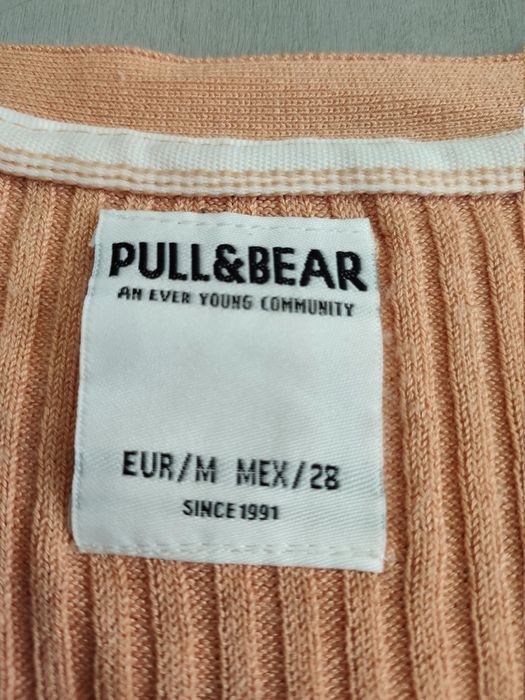 PULL&BEAR
AN EVER YOUNG COMMUNITY
EUR/M MEX/28
SINCE 1991